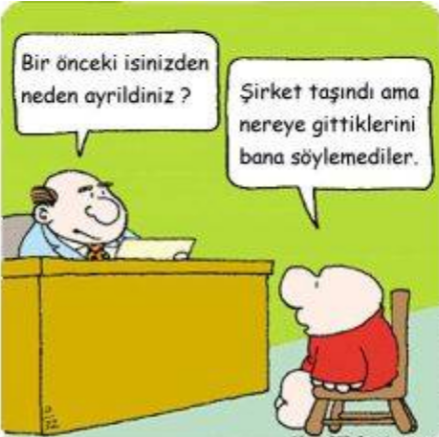 Bir önceki isinizden
neden ayrildiniz ?
Şirket taşındı ama
nereye gittiklerini
bana söylemediler.